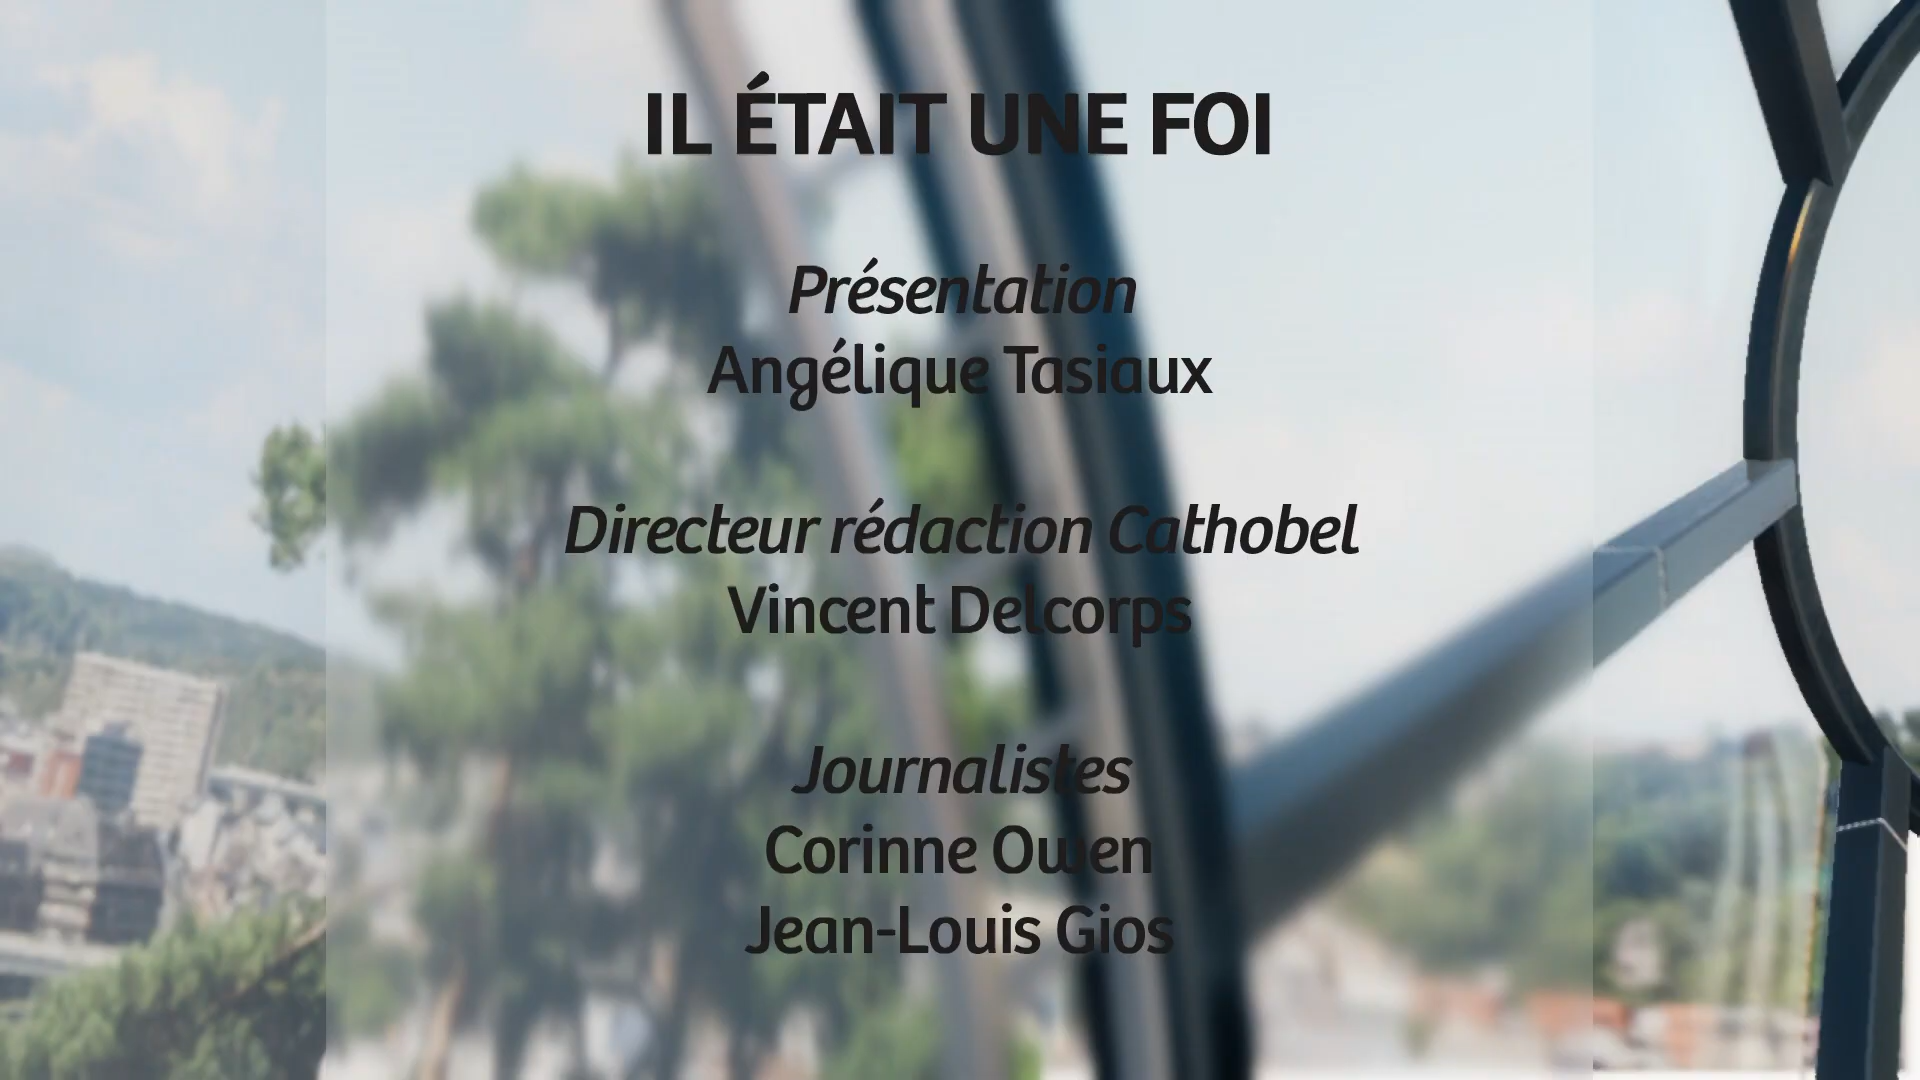 IL ÉTAIT UNE FOI
Présentation
Angélique Tasiaux
Directeur rédaction Cathobel
Vincent Delcorps
Journalistes
Corinne Owen
Jean-Louis Gios